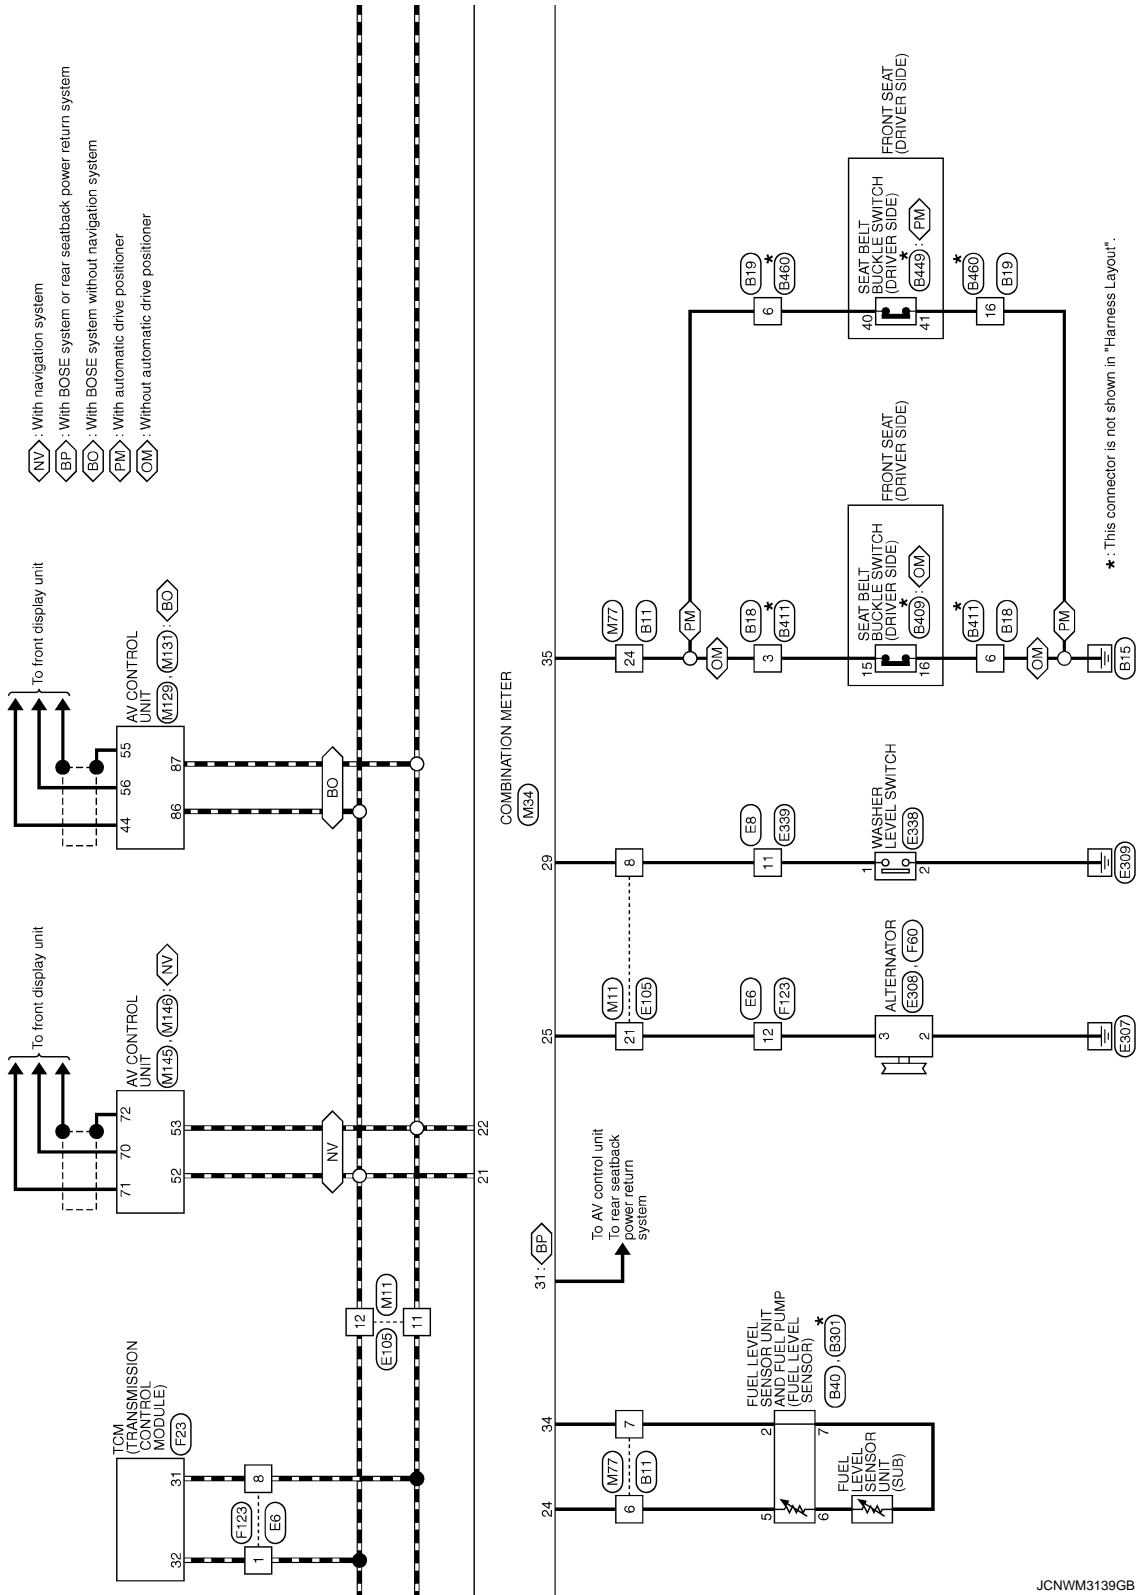 NV : With navigation system
BP : With BOSE system or rear seatback power return system
BO : With BOSE system without navigation system
PM : With automatic drive positioner
OM : Without automatic drive positioner
TCM
(TRANSMISSION
CONTROL
MODULE)
F23
32
31
F123
E6
1
8
To front display unit
AV CONTROL
UNIT
M145 , M146 : NV
71
70
72
52
53
NV
To front display unit
AV CONTROL
UNIT
M129 , M131 : BO
44
56
55
86
87
BO
12
11
E105
M11
21
22
COMBINATION METER
M34
24
34
31 : BP
25
29
35
M77
B11
6
7
FUEL LEVEL
SENSOR UNIT
AND FUEL PUMP
(FUEL LEVEL
SENSOR)
B40 , B301 *
5
2
6
7
FUEL
LEVEL
SENSOR
UNIT
(SUB)
To AV control unit
To rear seatback
power return
system
M11
E105
21
8
E6
F123
12
ALTERNATOR
E308 , F60
3
2
E307
E8
E339
11
WASHER
LEVEL SWITCH
E338
1
2
E309
M77
B11
24
PM
OM
B18
B411 *
3
SEAT BELT
BUCKLE SWITCH
(DRIVER SIDE)
B409 * : OM
15
16
FRONT SEAT
(DRIVER SIDE)
B411 *
B18
6
OM
PM
B15
B19
B460 *
6
SEAT BELT
BUCKLE SWITCH
(DRIVER SIDE)
B449 * : PM
40
41
FRONT SEAT
(DRIVER SIDE)
B460 *
B19
16
* : This connector is not shown in "Harness Layout".
JCNWM3139GB